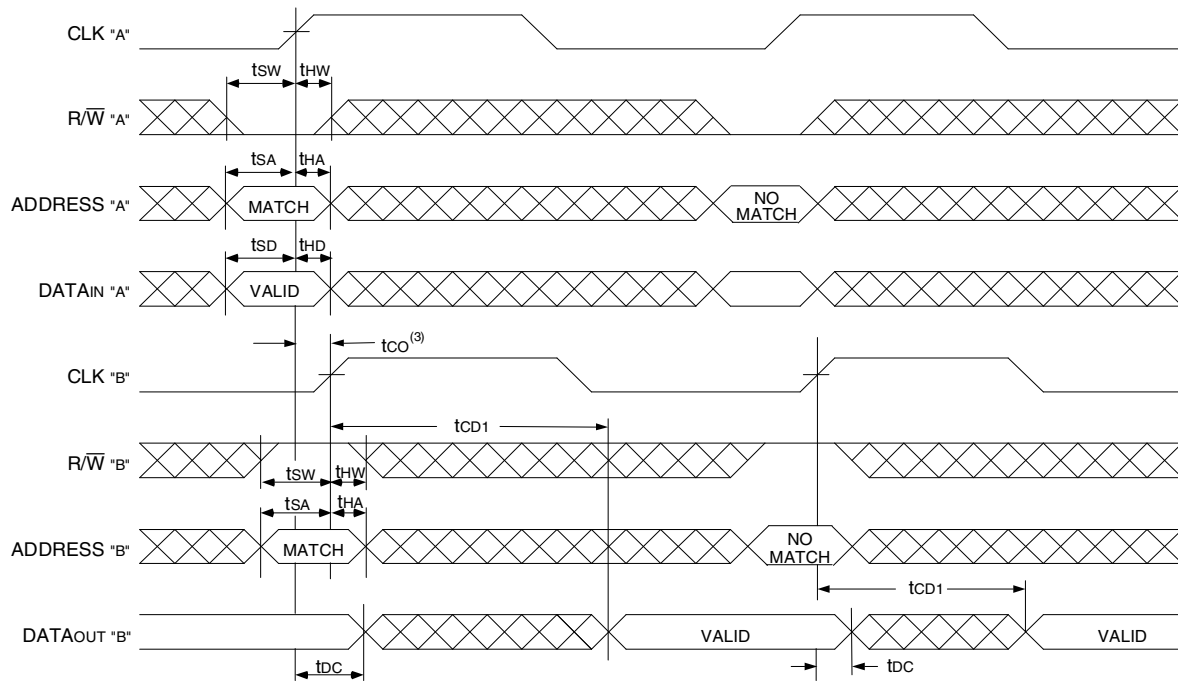 CLK "A"
tSW tHW
R/W̅ "A"
tSA tHA
ADDRESS "A" MATCH NO MATCH
tSD tHD
DATAIN "A" VALID
tCO(3)
CLK "B"
tCD1
R/W̅ "B"
tSW tHW
tSA tHA
ADDRESS "B" MATCH NO MATCH
tCD1
DATAOUT "B" VALID VALID
tDC tDC